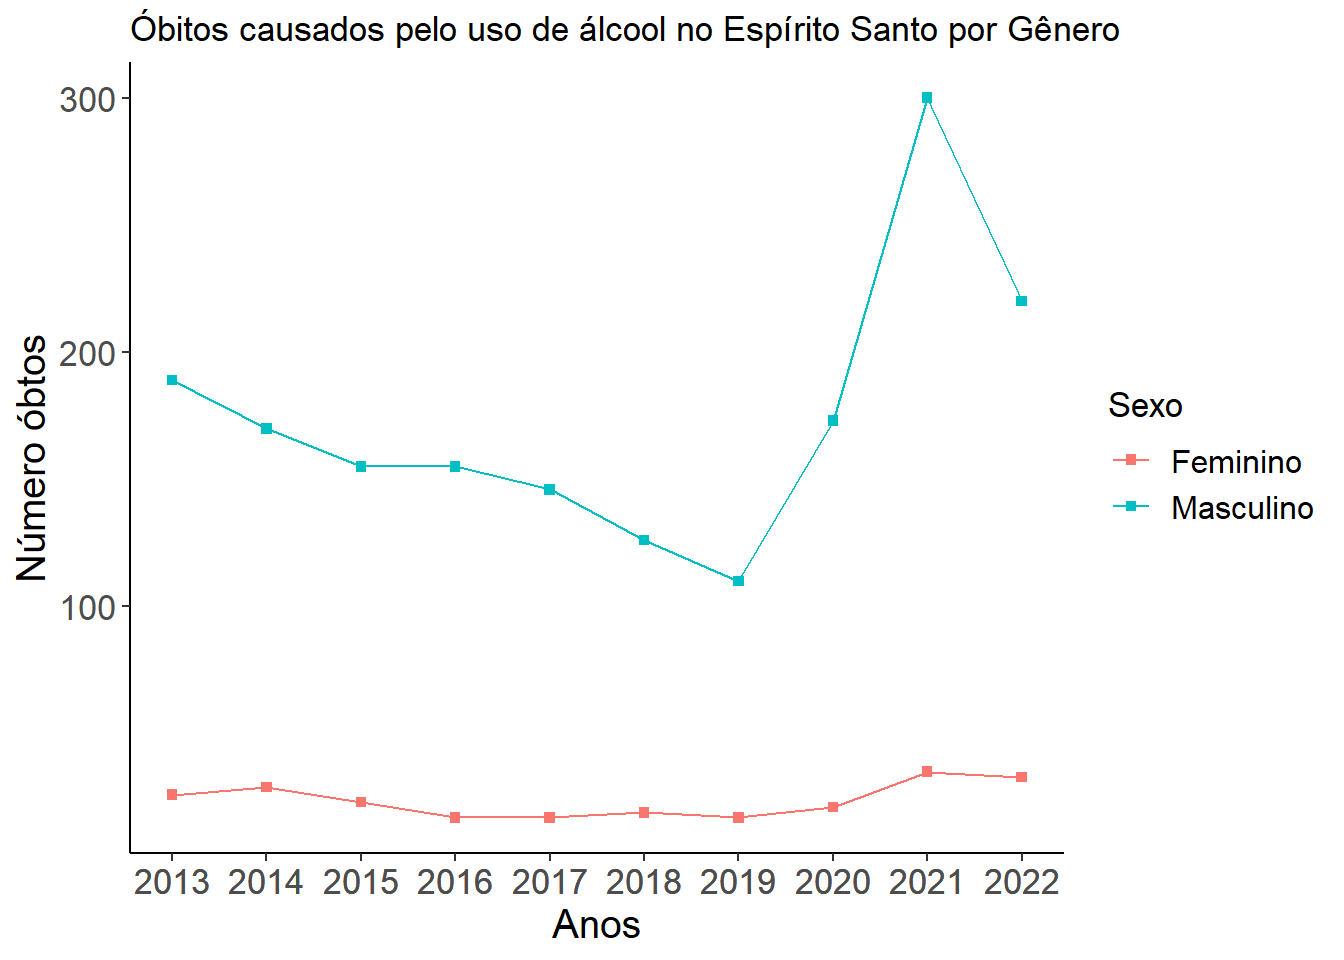 Óbitos causados pelo uso de álcool no Espírito Santo por Gênero
Número óbtos
300
200
100
2013 2014 2015 2016 2017 2018 2019 2020 2021 2022
Anos
Sexo
Feminino
Masculino